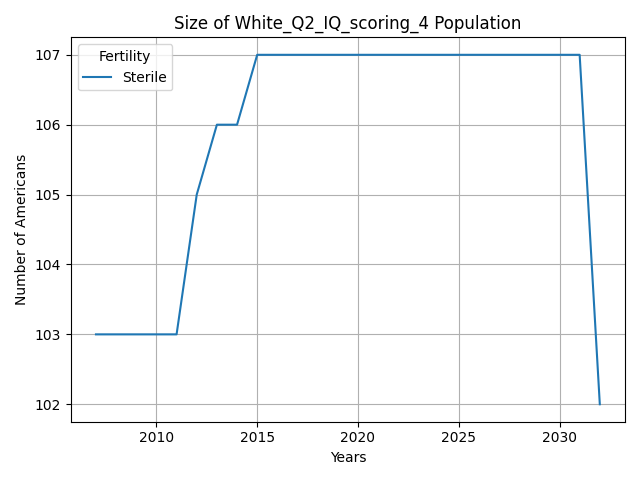 Size of White_Q2_IQ_scoring_4 Population
Fertility
Sterile
Number of Americans
107
106
105
104
103
102
2010
2015
2020
2025
2030
Years